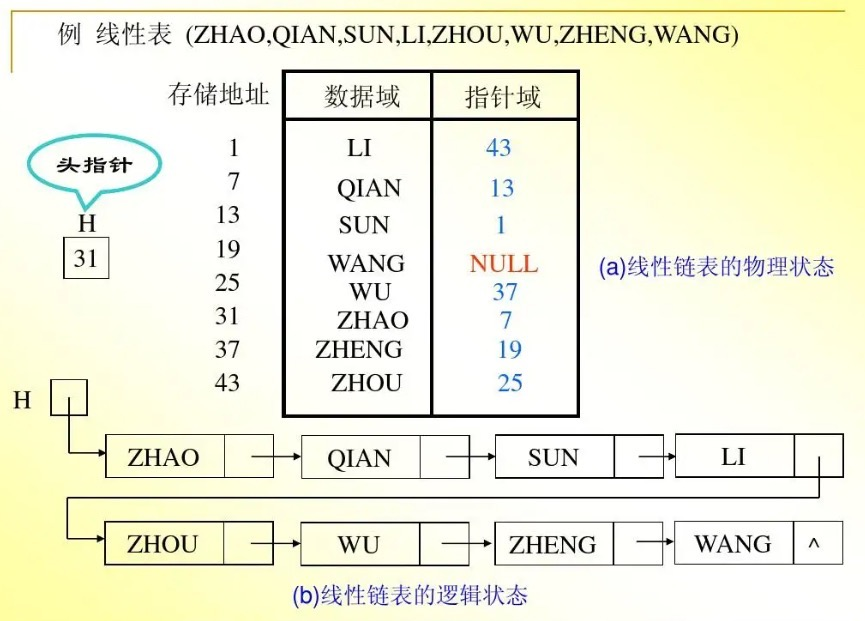 例 线性表 (ZHAO,QIAN,SUN,LI,ZHOU,WU,ZHENG,WANG)
存储地址 数据域 指针域
头指针
H
31
1 LI 43
7 QIAN 13
13 SUN 1
19 WANG NULL
25 WU 37
31 ZHAO 7
37 ZHENG 19
43 ZHOU 25
(a)线性链表的物理状态
H
ZHAO QIAN SUN LI
ZHOU WU ZHENG WANG ^
(b)线性链表的逻辑状态